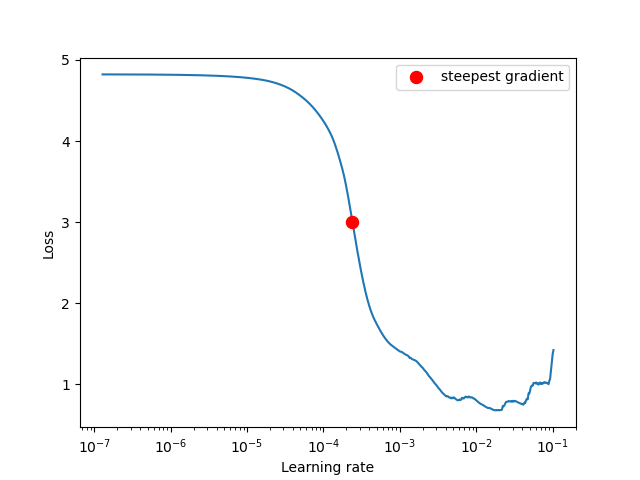 steepest gradient
5
4
3
2
1
Loss
10⁻⁷ 10⁻⁶ 10⁻⁵ 10⁻⁴ 10⁻³ 10⁻² 10⁻¹
Learning rate